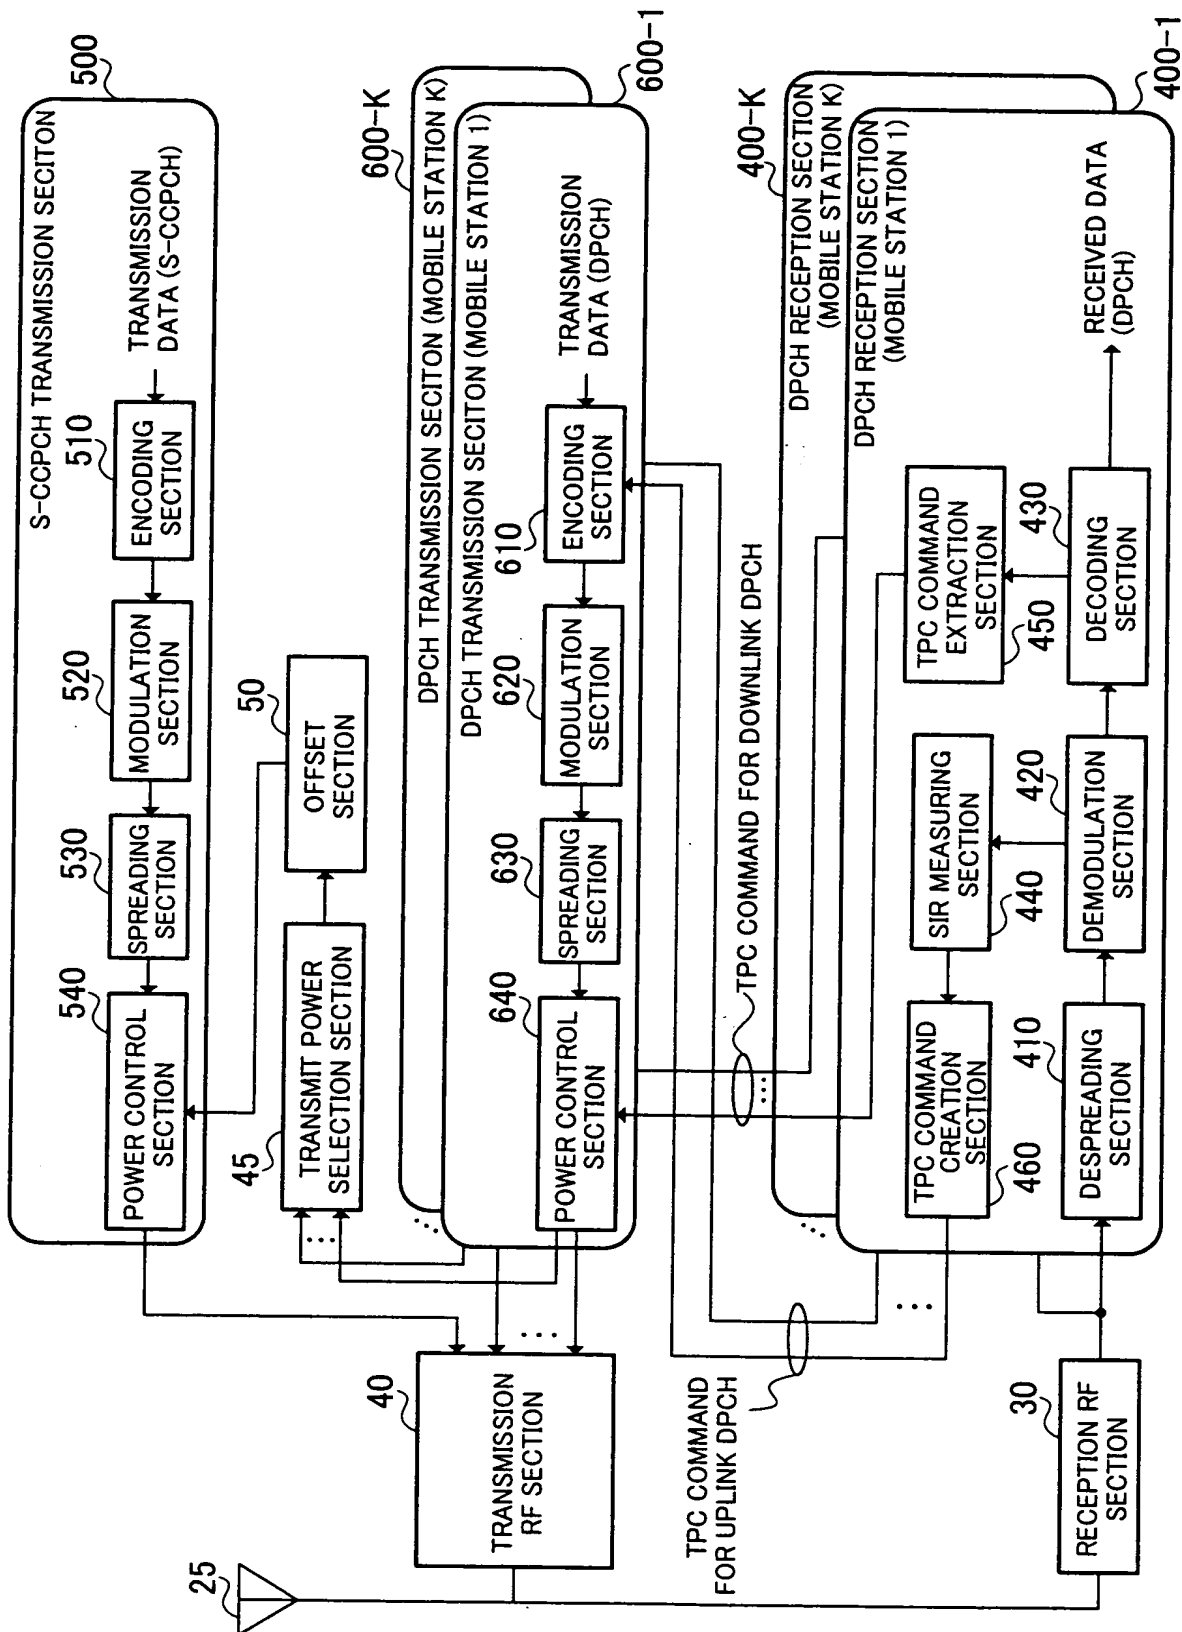 500
S-CCPCH TRANSMISSION SECITON
TRANSMISSION
DATA (S-CCPCH)
510
ENCODING
SECTION
520
MODULATION
SECTION
530
SPREADING
SECTION
540
POWER CONTROL
SECTION
50
OFFSET
SECTION
45
TRANSMIT POWER
SELECTION SECTION
600-K
DPCH TRANSMISSION SECITON (MOBILE STATION K)
600-1
DPCH TRANSMISSION SECITON (MOBILE STATION 1)
TRANSMISSION
DATA (DPCH)
610
ENCODING
SECTION
620
MODULATION
SECTION
630
SPREADING
SECTION
640
POWER CONTROL
SECTION
25
40
TRANSMISSION
RF SECTION
TPC COMMAND FOR DOWNLINK DPCH
TPC COMMAND
FOR UPLINK DPCH
400-K
DPCH RECEPTION SECTION
(MOBILE STATION K)
400-1
DPCH RECEPTION SECTION
(MOBILE STATION 1)
RECEIVED DATA
(DPCH)
TPC COMMAND
EXTRACTION
SECTION
450
430
DECODING
SECTION
SIR MEASURING
SECTION
440
420
DEMODULATION
SECTION
TPC COMMAND
CREATION
SECTION
460
410
DESPREADING
SECTION
30
RECEPTION RF
SECTION